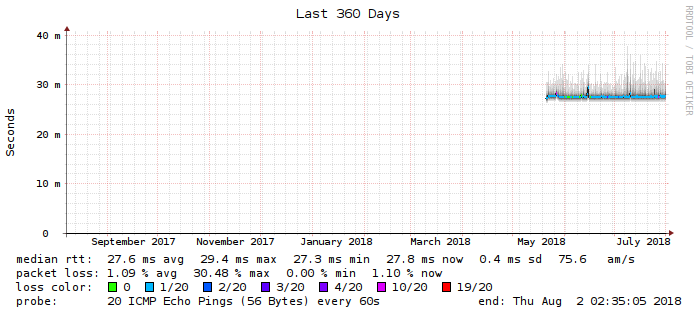 Last 360 Days
RRDTOOL / TOBI OETIKER
Seconds
40 m
30 m
20 m
10 m
0
September 2017 November 2017 January 2018 March 2018 May 2018 July 2018
median rtt: 27.6 ms avg 29.4 ms max 27.3 ms min 27.8 ms now 0.4 ms sd 75.6 am/s
packet loss: 1.09 % avg 30.48 % max 0.00 % min 1.10 % now
loss color: 0 1/20 2/20 3/20 4/20 10/20 19/20
probe: 20 ICMP Echo Pings (56 Bytes) every 60s end: Thu Aug 2 02:35:05 2018